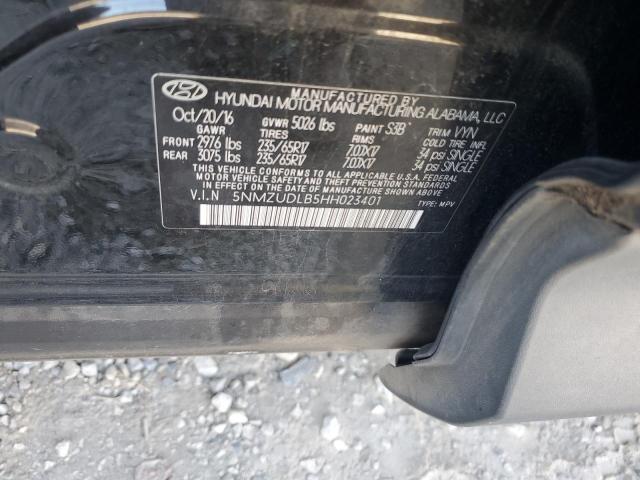 MANUFACTURED BY
HYUNDAI MOTOR MANUFACTURING ALABAMA, LLC
Oct/20/16 GVWR 5026 lbs PAINT S3B TRIM VYN
GAWR TIRES RIMS COLD TIRE INFL
FRONT 2976 lbs 235/65R17 7.0JX17 34 psi SINGLE
REAR 3075 lbs 235/65R17 7.0JX17 34 psi SINGLE
THIS VEHICLE CONFORMS TO ALL APPLICABLE U.S.A. FEDERAL
MOTOR VEHICLE SAFETY STANDARDS IN
EFFECT ON THE DATE OF MANUFACTURE SHOWN ABOVE.
V.I.N 5NMZUDLB5HH023401 TYPE: MPV